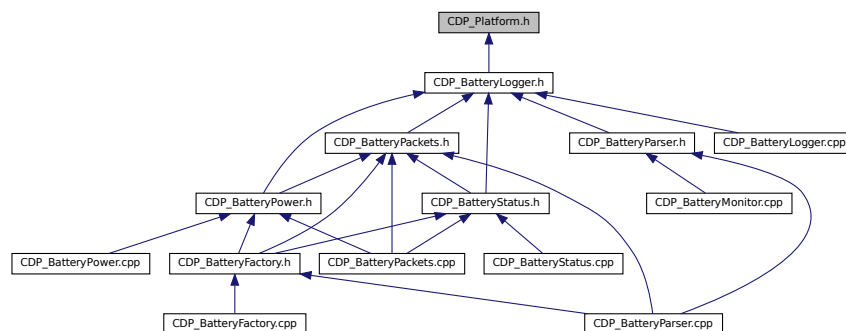 CDP_Platform.h
CDP_BatteryLogger.h
CDP_BatteryPackets.h
CDP_BatteryParser.h
CDP_BatteryLogger.cpp
CDP_BatteryPower.h
CDP_BatteryStatus.h
CDP_BatteryMonitor.cpp
CDP_BatteryPower.cpp
CDP_BatteryFactory.h
CDP_BatteryPackets.cpp
CDP_BatteryStatus.cpp
CDP_BatteryFactory.cpp
CDP_BatteryParser.cpp